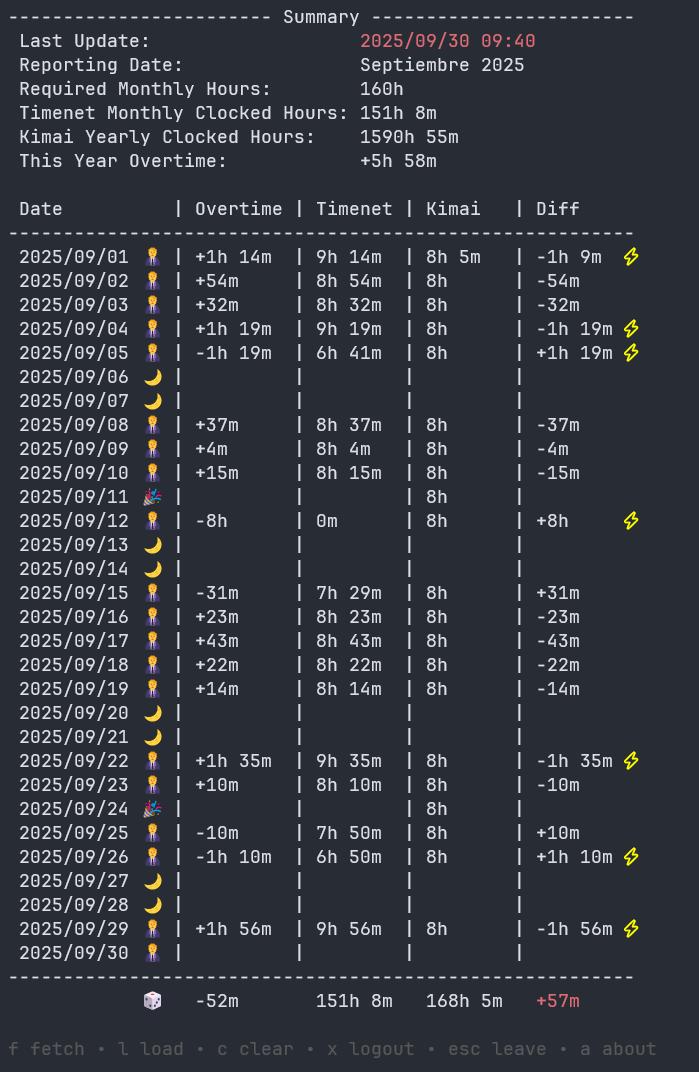 ------------------------ Summary ------------------------
Last Update: 2025/09/30 09:40
Reporting Date: Septiembre 2025
Required Monthly Hours: 160h
Timenet Monthly Clocked Hours: 151h 8m
Kimai Yearly Clocked Hours: 1590h 55m
This Year Overtime: +5h 58m
Date | Overtime | Timenet | Kimai | Diff
---------------------------------------------------------
2025/09/01 | +1h 14m | 9h 14m | 8h 5m | -1h 9m
2025/09/02 | +54m | 8h 54m | 8h | -54m
2025/09/03 | +32m | 8h 32m | 8h | -32m
2025/09/04 | +1h 19m | 9h 19m | 8h | -1h 19m
2025/09/05 | -1h 19m | 6h 41m | 8h | +1h 19m
2025/09/06 | | | |
2025/09/07 | | | |
2025/09/08 | +37m | 8h 37m | 8h | -37m
2025/09/09 | +4m | 8h 4m | 8h | -4m
2025/09/10 | +15m | 8h 15m | 8h | -15m
2025/09/11 | | | 8h |
2025/09/12 | -8h | 0m | 8h | +8h
2025/09/13 | | | |
2025/09/14 | | | |
2025/09/15 | -31m | 7h 29m | 8h | +31m
2025/09/16 | +23m | 8h 23m | 8h | -23m
2025/09/17 | +43m | 8h 43m | 8h | -43m
2025/09/18 | +22m | 8h 22m | 8h | -22m
2025/09/19 | +14m | 8h 14m | 8h | -14m
2025/09/20 | | | |
2025/09/21 | | | |
2025/09/22 | +1h 35m | 9h 35m | 8h | -1h 35m
2025/09/23 | +10m | 8h 10m | 8h | -10m
2025/09/24 | | | 8h |
2025/09/25 | -10m | 7h 50m | 8h | +10m
2025/09/26 | -1h 10m | 6h 50m | 8h | +1h 10m
2025/09/27 | | | |
2025/09/28 | | | |
2025/09/29 | +1h 56m | 9h 56m | 8h | -1h 56m
2025/09/30 | | | |
---------------------------------------------------------
-52m 151h 8m 168h 5m +57m
f fetch • l load • c clear • x logout • esc leave • a about